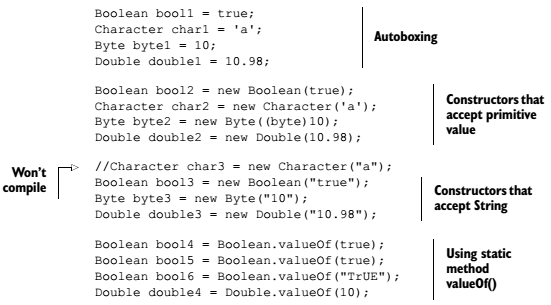 Boolean bool1 = true;
Character char1 = 'a';
Byte byte1 = 10;
Double double1 = 10.98;
Autoboxing
Boolean bool2 = new Boolean(true);
Character char2 = new Character('a');
Byte byte2 = new Byte((byte)10);
Double double2 = new Double(10.98);
Constructors that
accept primitive
value
Won't
compile
//Character char3 = new Character("a");
Boolean bool3 = new Boolean("true");
Byte byte3 = new Byte("10");
Double double3 = new Double("10.98");
Constructors that
accept String
Boolean bool4 = Boolean.valueOf(true);
Boolean bool5 = Boolean.valueOf(true);
Boolean bool6 = Boolean.valueOf("TrUE");
Double double4 = Double.valueOf(10);
Using static
method
valueOf()